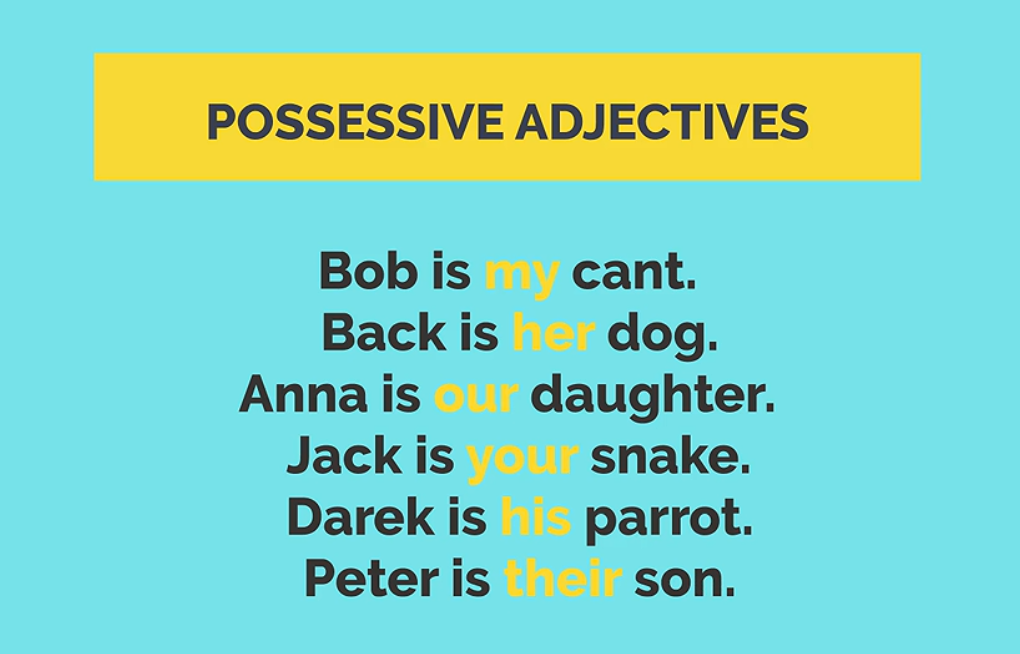 POSSESSIVE ADJECTIVES
Bob is my cant.
Back is her dog.
Anna is our daughter.
Jack is your snake.
Darek is his parrot.
Peter is their son.